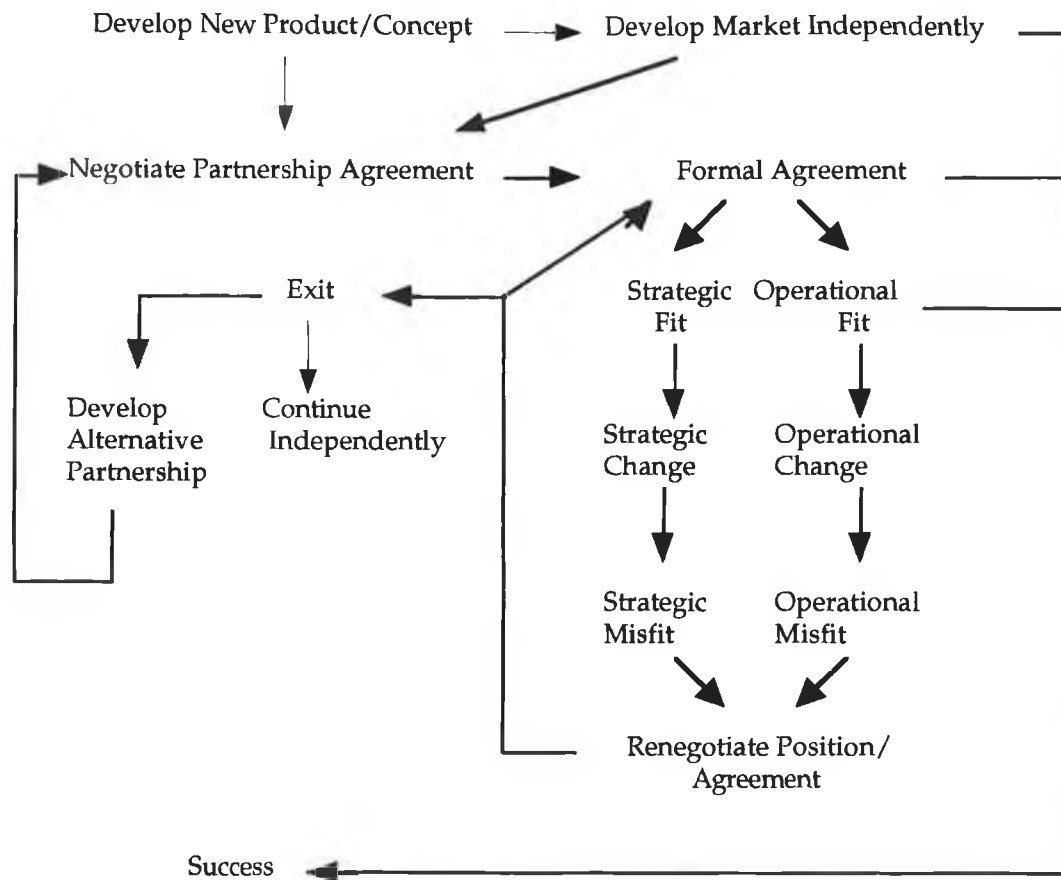 Develop New Product/Concept
Develop Market Independently
Negotiate Partnership Agreement
Formal Agreement
Exit
Strategic
Fit
Operational
Fit
Develop
Alternative
Partnership
Continue
Independently
Strategic
Change
Operational
Change
Strategic
Misfit
Operational
Misfit
Renegotiate Position/
Agreement
Success